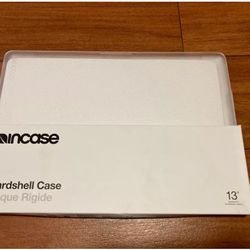 incase
ardshell Case
que Rigide
13"